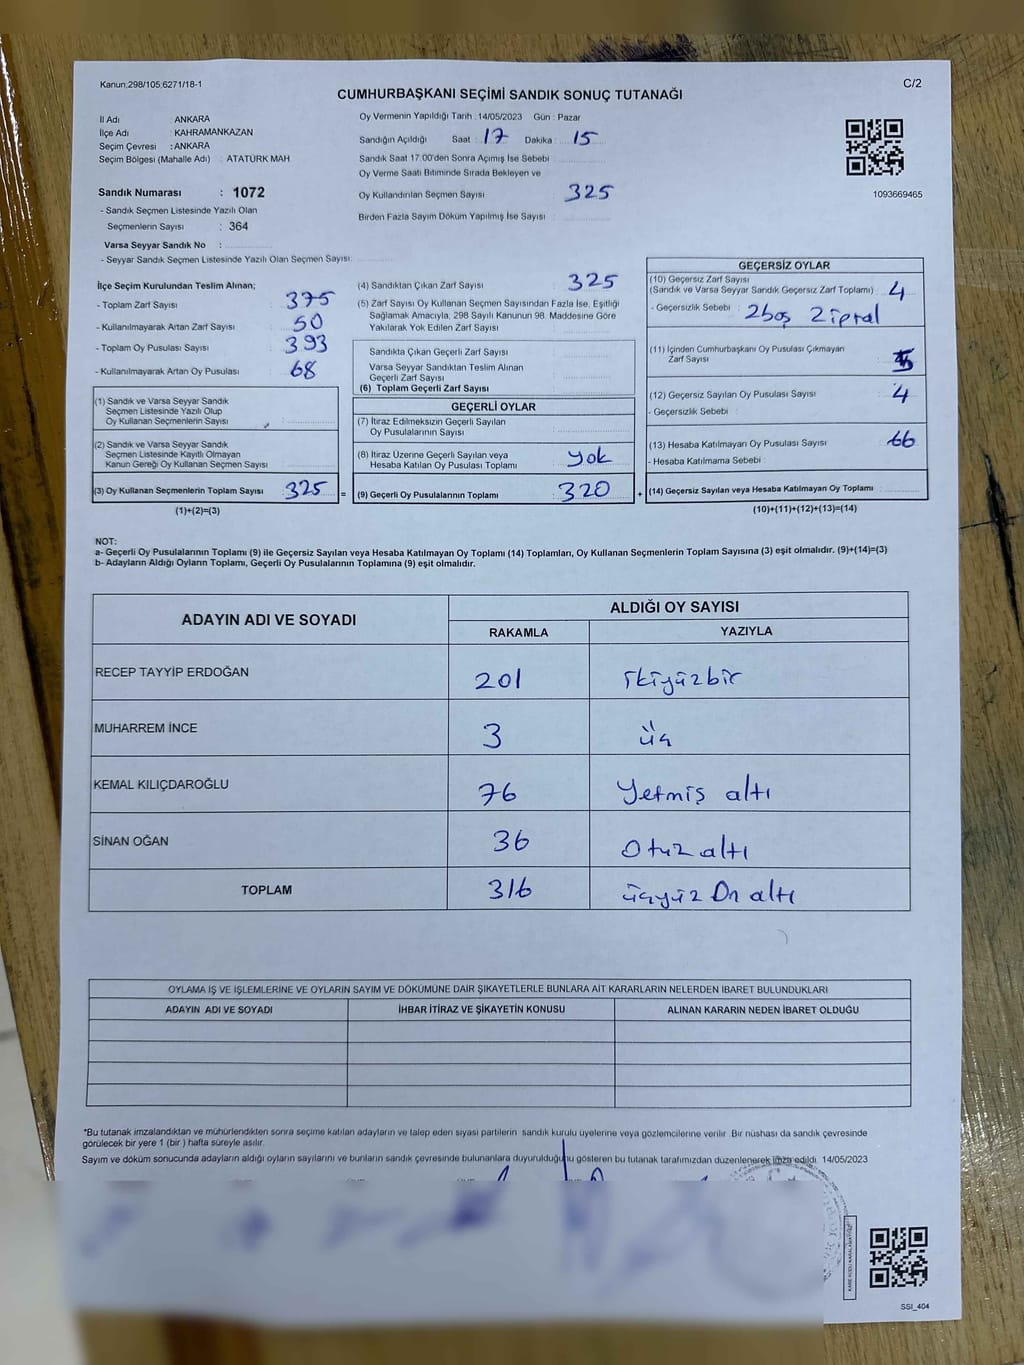 Kanun:298/105;6271/18-1
C/2
CUMHURBAŞKANI SEÇİMİ SANDIK SONUÇ TUTANAĞI
İl Adı : ANKARA
İlçe Adı : KAHRAMANKAZAN
Seçim Çevresi : ANKARA
Seçim Bölgesi (Mahalle Adı) : ATATÜRK MAH
Sandık Numarası : 1072
- Sandık Seçmen Listesinde Yazılı Olan
Seçmenlerin Sayısı : 364
Varsa Seyyar Sandık No :
- Seyyar Sandık Seçmen Listesinde Yazılı Olan Seçmen Sayısı:
Oy Vermenin Yapıldığı Tarih : 14/05/2023 Gün : Pazar
Sandığın Açıldığı Saat : 17 Dakika : 15
Sandık Saat 17:00'den Sonra Açımış İse Sebebi
Oy Verme Saati Bitiminde Sırada Bekleyen ve
Oy Kullandırılan Seçmen Sayısı : 325
Birden Fazla Sayım Döküm Yapılmış İse Sayısı :
1093669465
İlçe Seçim Kurulundan Teslim Alınan;
- Toplam Zarf Sayısı : 375
- Kullanılmayarak Artan Zarf Sayısı : 50
- Toplam Oy Pusulası Sayısı : 393
- Kullanılmayarak Artan Oy Pusulası : 68
(1) Sandık ve Varsa Seyyar Sandık
Seçmen Listesinde Yazılı Olup
Oy Kullanan Seçmenlerin Sayısı :
(2) Sandık ve Varsa Seyyar Sandık
Seçmen Listesinde Kayıtlı Olmayan
Kanun Gereği Oy Kullanan Seçmen Sayısı :
(3) Oy Kullanan Seçmenlerin Toplam Sayısı : 325 =
(1)+(2)=(3)
(4) Sandıktan Çıkan Zarf Sayısı : 325
(5) Zarf Sayısı Oy Kullanan Seçmen Sayısından Fazla İse, Eşitliği
Sağlamak Amacıyla, 298 Sayılı Kanunun 98. Maddesine Göre
Yakılarak Yok Edilen Zarf Sayısı :
Sandıkta Çıkan Geçerli Zarf Sayısı :
Varsa Seyyar Sandıktan Teslim Alınan
Geçerli Zarf Sayısı :
(6) Toplam Geçerli Zarf Sayısı :
GEÇERLİ OYLAR
(7) İtiraz Edilmeksizin Geçerli Sayılan
Oy Pusulalarının Sayısı :
(8) İtiraz Üzerine Geçerli Sayılan veya
Hesaba Katılan Oy Pusulası Toplamı : yok
(9) Geçerli Oy Pusulalarının Toplamı : 320 +
GEÇERSİZ OYLAR
(10) Geçersiz Zarf Sayısı
(Sandık ve Varsa Seyyar Sandık Geçersiz Zarf Toplamı) : 4
- Geçersizlik Sebebi : 2 boş 2 iptal
(11) İçinden Cumhurbaşkanı Oy Pusulası Çıkmayan
Zarf Sayısı :
(12) Geçersiz Sayılan Oy Pusulası Sayısı : 4
- Geçersizlik Sebebi :
(13) Hesaba Katılmayan Oy Pusulası Sayısı :
- Hesaba Katılmama Sebebi :
(14) Geçersiz Sayılan veya Hesaba Katılmayan Oy Toplamı :
(10)+(11)+(12)+(13)=(14)
NOT:
a- Geçerli Oy Pusulalarının Toplamı (9) ile Geçersiz Sayılan veya Hesaba Katılmayan Oy Toplamı (14) Toplamları, Oy Kullanan Seçmenlerin Toplam Sayısına (3) eşit olmalıdır. (9)+(14)=(3)
b- Adayların Aldığı Oyların Toplamı, Geçerli Oy Pusulalarının Toplamına (9) eşit olmalıdır.
ADAYIN ADI VE SOYADI
ALDIĞI OY SAYISI
RAKAMLA YAZIYLA
RECEP TAYYİP ERDOĞAN 201 ikiyüzbir
MUHARREM İNCE 3 üç
KEMAL KILIÇDAROĞLU 76 Yetmiş altı
SİNAN OĞAN 36 Otuz altı
TOPLAM 316 üçyüz On altı
OYLAMA İŞ VE İŞLEMLERİNE VE OYLARIN SAYIM VE DÖKÜMÜNE DAİR ŞİKAYETLERLE BUNLARA AİT KARARLARIN NELERDEN İBARET BULUNDUKLARI
ADAYIN ADI VE SOYADI İHBAR İTİRAZ VE ŞİKAYETİN KONUSU ALINAN KARARIN NEDEN İBARET OLDUĞU
*Bu tutanak imzalandıktan ve mühürlendikten sonra seçime katılan adayların ve talep eden siyasi partilerin sandık kurulu üyelerine veya gözlemcilerine verilir. Bir nüshası da sandık çevresinde
görülecek bir yere 1 (bir ) hafta süreyle asılır.
Sayım ve döküm sonucunda adayların aldığı oyların sayılarını ve bunların sandık çevresinde bulunanlara duyurulduğunu gösteren bu tutanak tarafımızdan düzenlenerek imza edildi. 14/05/2023
SSI_404